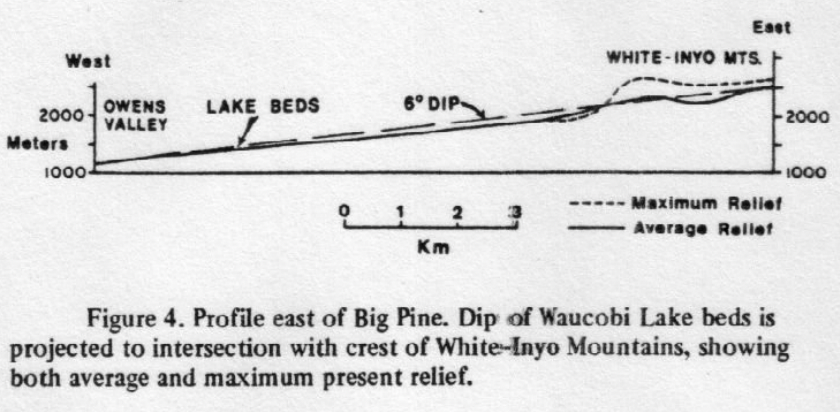 East
West
WHITE-INYO MTS.
OWENS
VALLEY
LAKE BEDS
6° DIP
2000
2000
Meters
1000
1000
0 1 2 3
Km
Maximum Relief
Average Relief
Figure 4. Profile east of Big Pine. Dip of Waucobi Lake beds is
projected to intersection with crest of White-Inyo Mountains, showing
both average and maximum present relief.